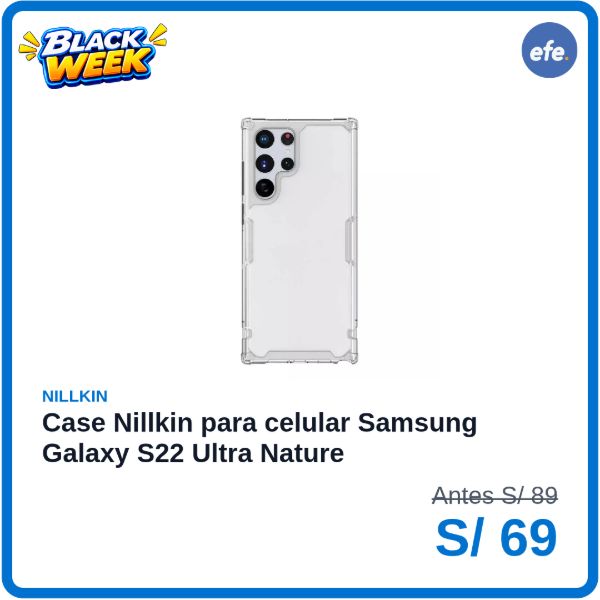 BLACK
WEEK
efe.
NILLKIN
Case Nillkin para celular Samsung
Galaxy S22 Ultra Nature
Antes S/ 89
S/ 69